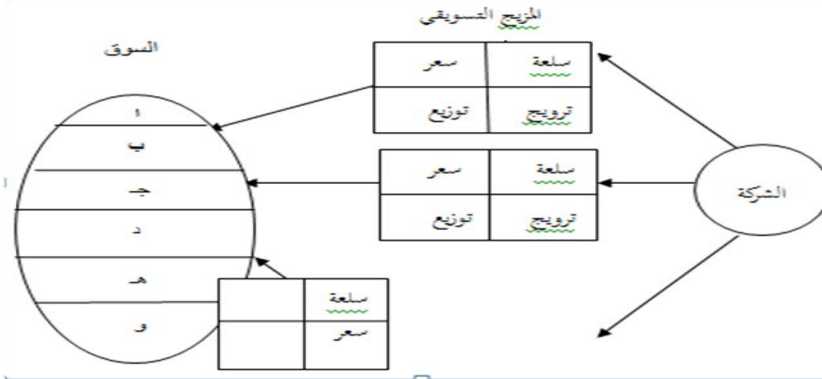 المزيج التسويقي
السوق
سلعة سعر
ترويج توزيع
سلعة سعر
ترويج توزيع
الشركة
سلعة
سعر
ا
ب
جـ
د
هـ
و